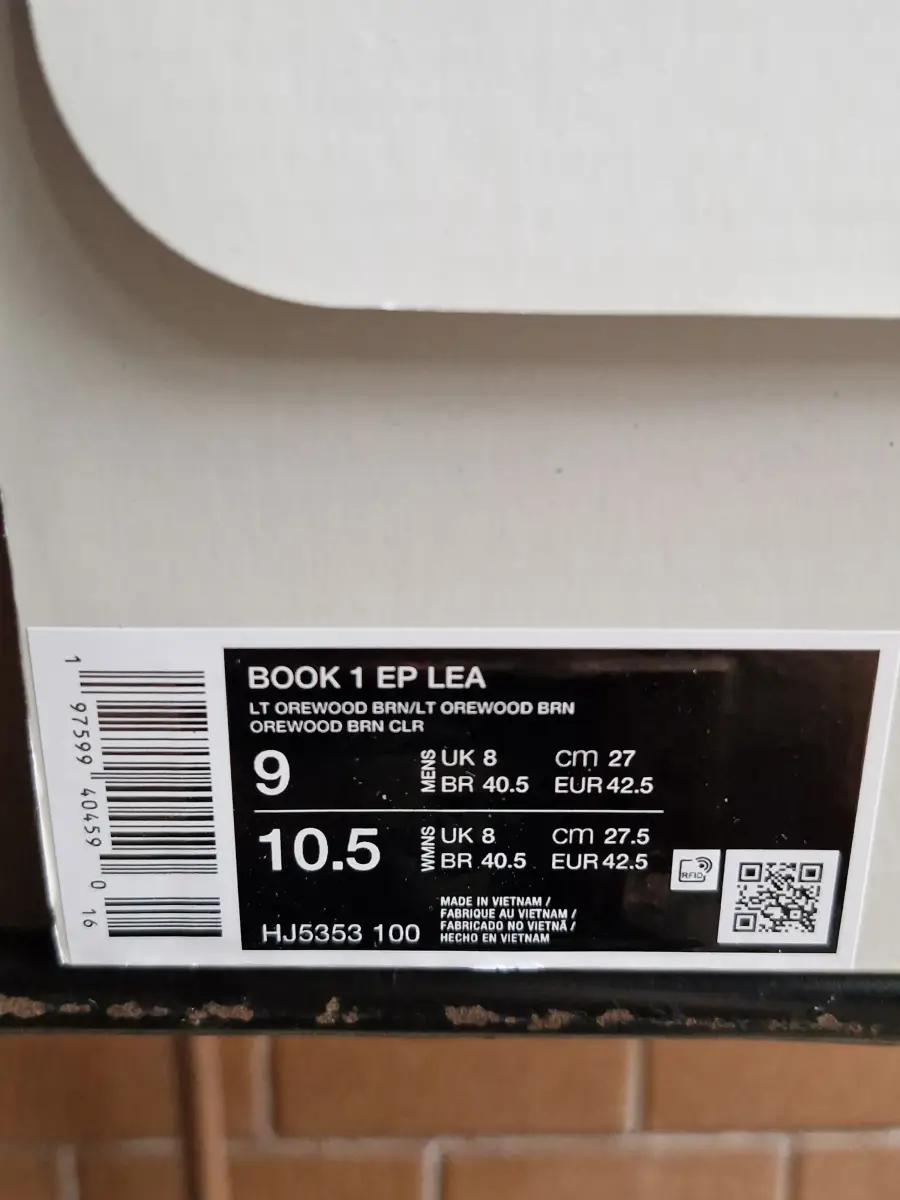 1 97599 40459 0 16
BOOK 1 EP LEA
LT OREWOOD BRN/LT OREWOOD BRN
OREWOOD BRN CLR
9
MENS
UK 8 cm 27
BR 40.5 EUR 42.5
10.5
WMNS
UK 8 cm 27.5
BR 40.5 EUR 42.5
RFID
HJ5353 100
MADE IN VIETNAM /
FABRIQUE AU VIETNAM /
FABRICADO NO VIETNÃ /
HECHO EN VIETNAM